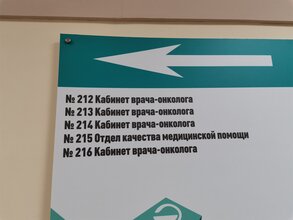 № 212 Кабинет врача-онколога
№ 213 Кабинет врача-онколога
№ 214 Кабинет врача-онколога
№ 215 Отдел качества медицинской помощи
№ 216 Кабинет врача-онколога